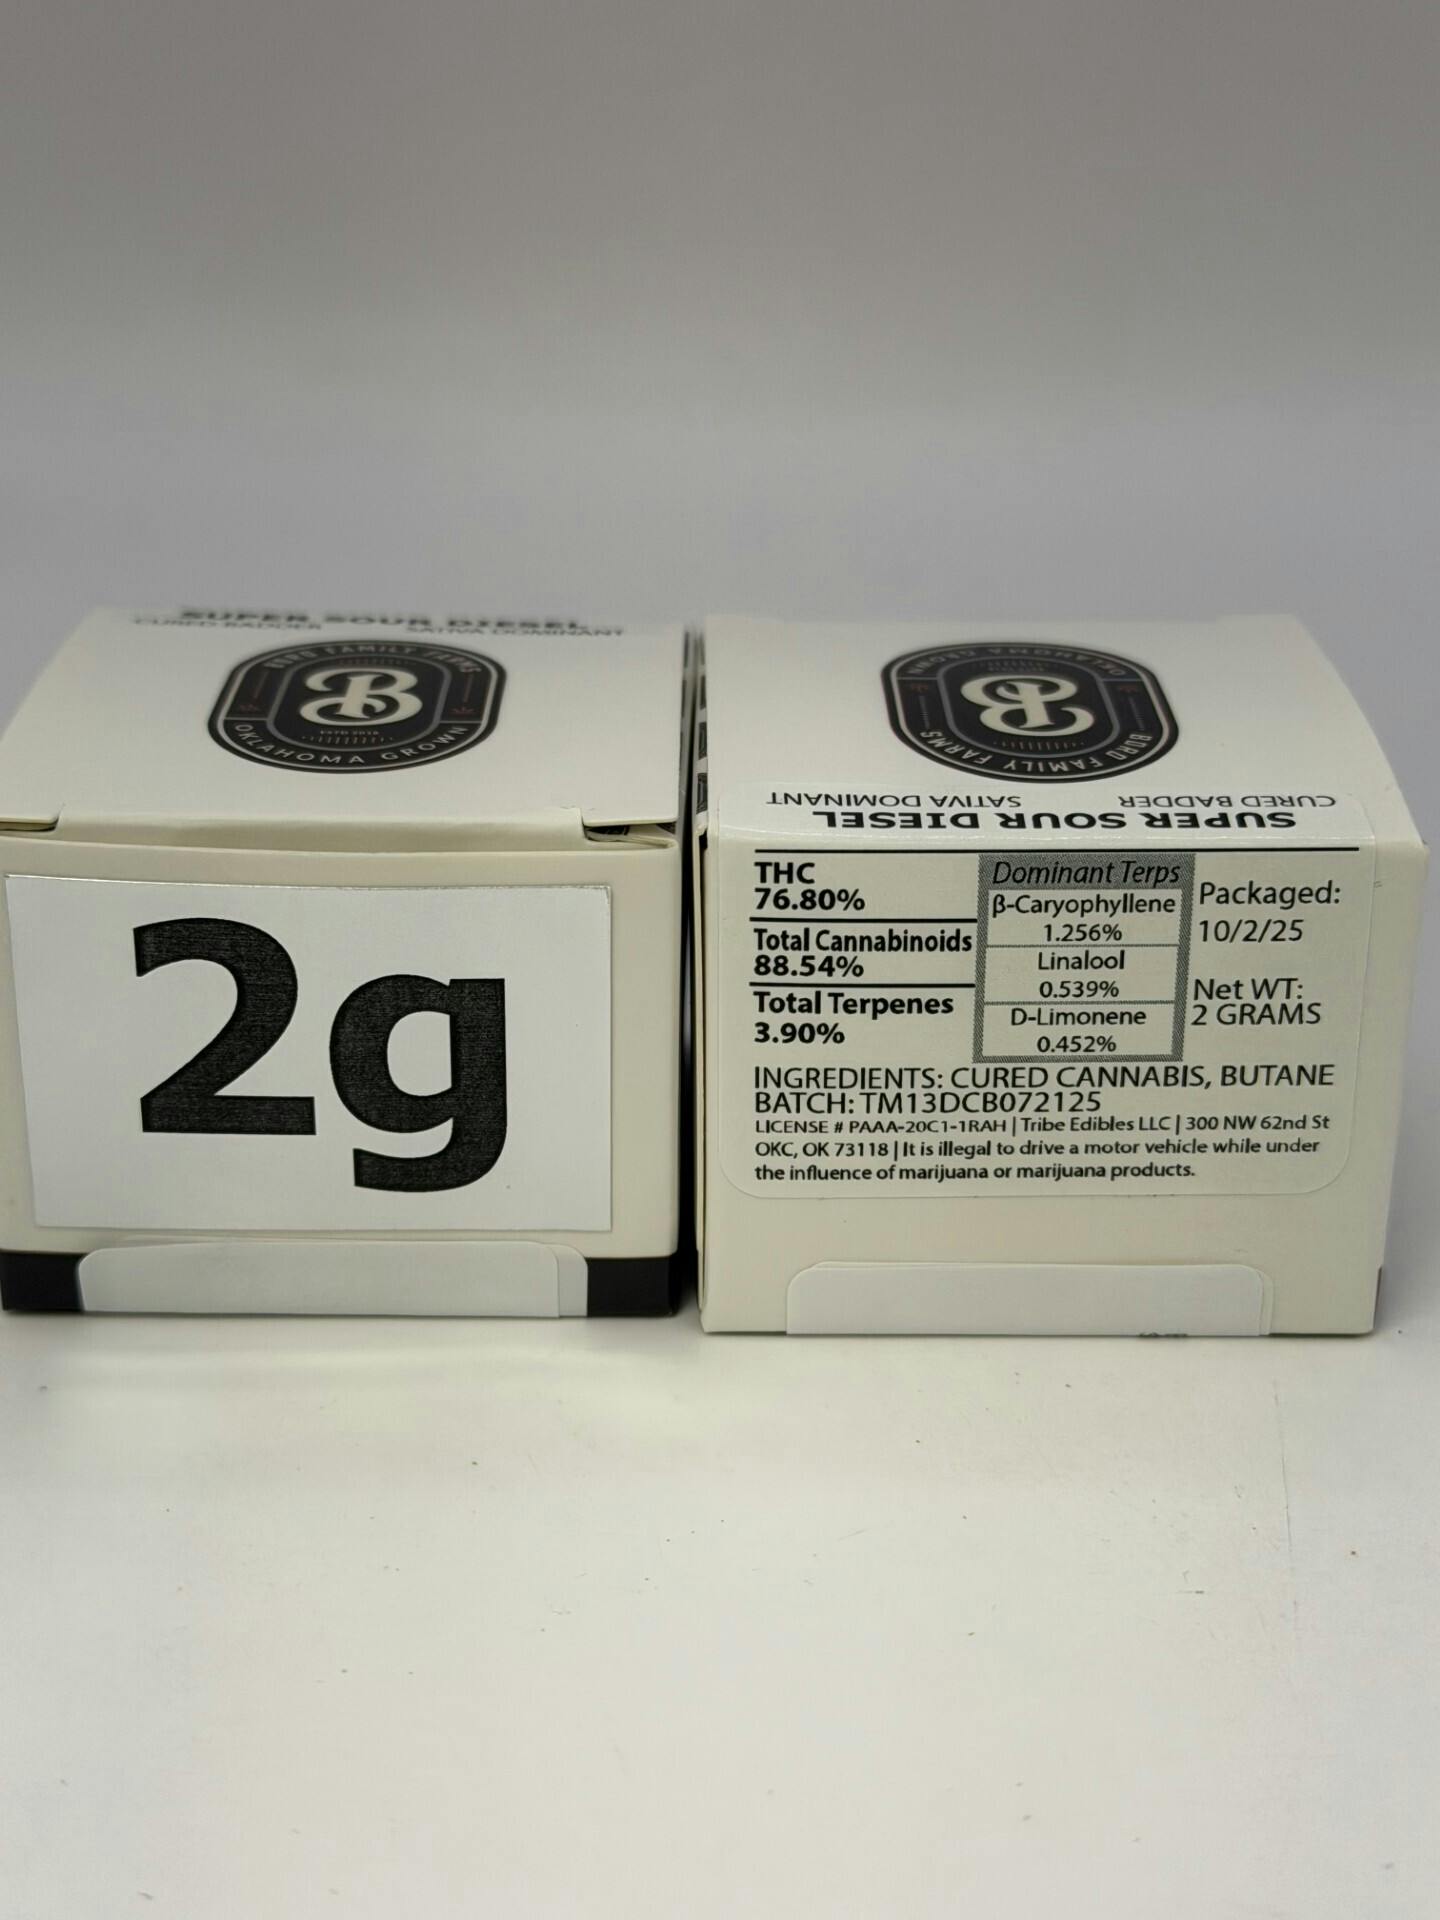 SUPER SOUR DIESEL
CURED BADDER SATIVA DOMINANT
BORO FAMILY FARMS
B
ESTD 2018
OKLAHOMA GROWN
2g
OKLAHOMA GROWN
B
BORO FAMILY FARMS
CURED BADDER SATIVA DOMINANT
SUPER SOUR DIESEL
THC
76.80%
Total Cannabinoids
88.54%
Total Terpenes
3.90%
Dominant Terps
β-Caryophyllene
1.256%
Linalool
0.539%
D-Limonene
0.452%
Packaged:
10/2/25
Net WT:
2 GRAMS
INGREDIENTS: CURED CANNABIS, BUTANE
BATCH: TM13DCB072125
LICENSE # PAAA-20C1-1RAH | Tribe Edibles LLC | 300 NW 62nd St
OKC, OK 73118 | It is illegal to drive a motor vehicle while under
the influence of marijuana or marijuana products.